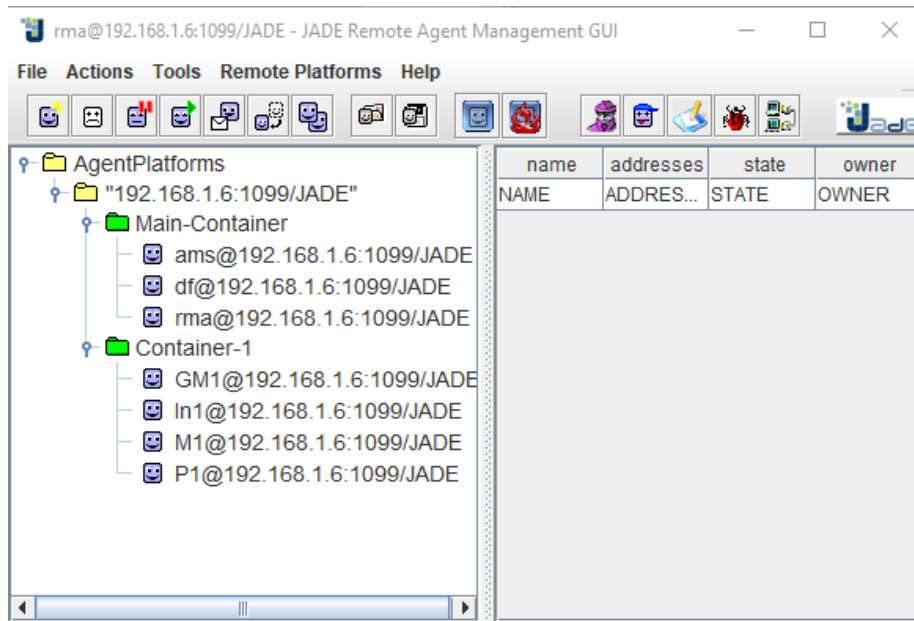 rma@192.168.1.6:1099/JADE - JADE Remote Agent Management GUI
File Actions Tools Remote Platforms Help
Jade
AgentPlatforms
"192.168.1.6:1099/JADE"
Main-Container
ams@192.168.1.6:1099/JADE
df@192.168.1.6:1099/JADE
rma@192.168.1.6:1099/JADE
Container-1
GM1@192.168.1.6:1099/JADE
In1@192.168.1.6:1099/JADE
M1@192.168.1.6:1099/JADE
P1@192.168.1.6:1099/JADE
name addresses state owner
NAME ADDRES... STATE OWNER